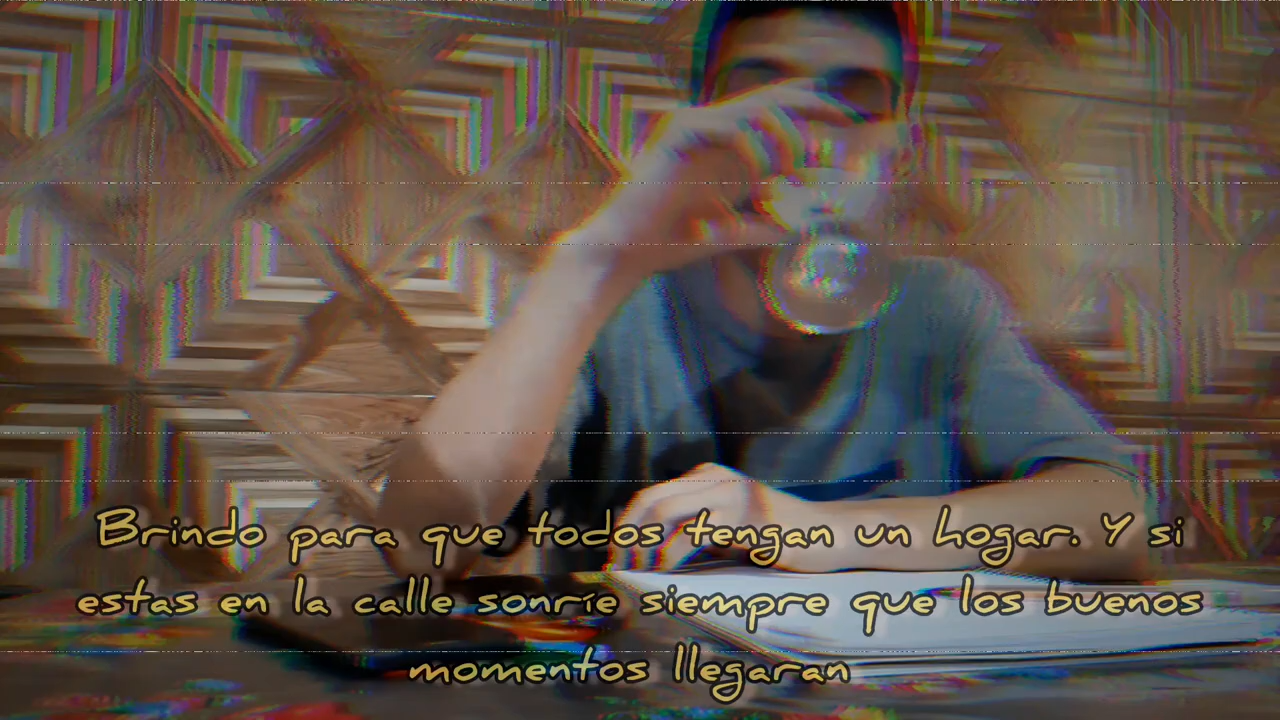 Brindo para que todos tengan un hogar. Y si
estas en la calle sonríe siempre que los buenos
momentos llegaran